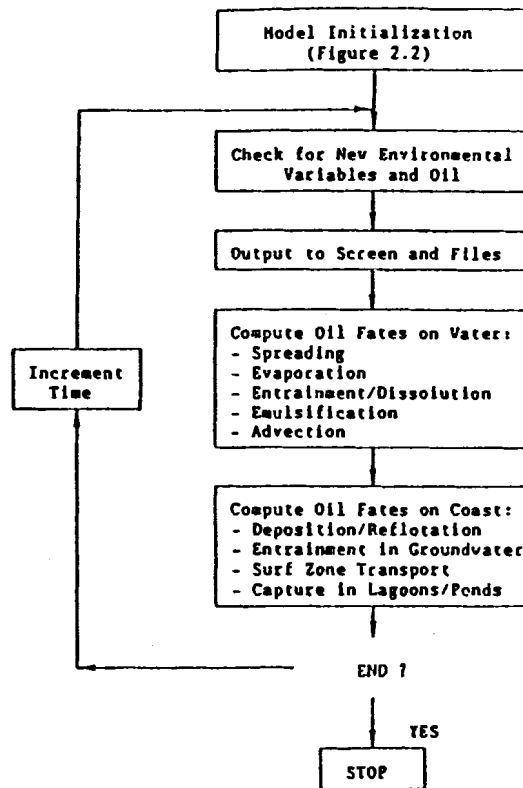 Model Initialization
(Figure 2.2)
Check for New Environmental
Variables and Oil
Output to Screen and Files
Compute Oil Fates on Water:
- Spreading
- Evaporation
- Entrainment/Dissolution
- Emulsification
- Advection
Increment
Time
Compute Oil Fates on Coast:
- Deposition/Reflotation
- Entrainment in Groundwater
- Surf Zone Transport
- Capture in Lagoons/Ponds
END ?
YES
STOP